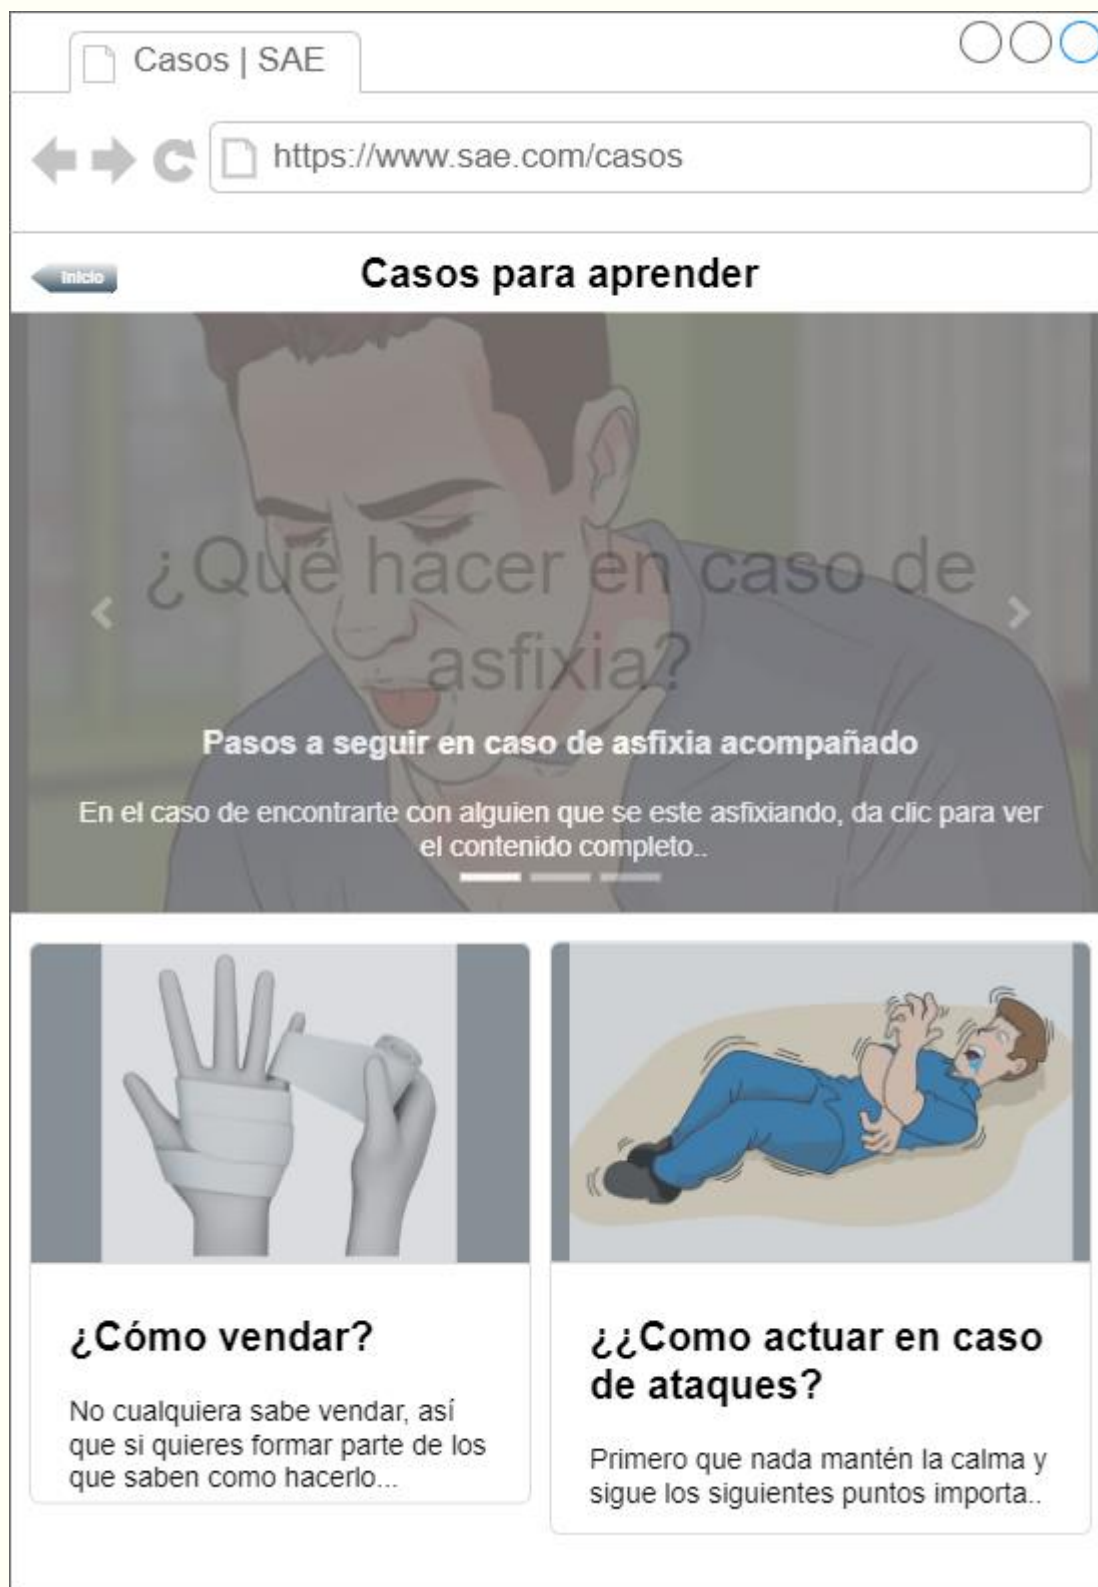 Casos | SAE
https://www.sae.com/casos
Inicio
Casos para aprender
¿Qué hacer en caso de
asfixia?
Pasos a seguir en caso de asfixia acompañado
En el caso de encontrarte con alguien que se este asfixiando, da clic para ver
el contenido completo..
¿Cómo vendar?
No cualquiera sabe vendar, así
que si quieres formar parte de los
que saben como hacerlo...
¿¿Como actuar en caso
de ataques?
Primero que nada mantén la calma y
sigue los siguientes puntos importa..